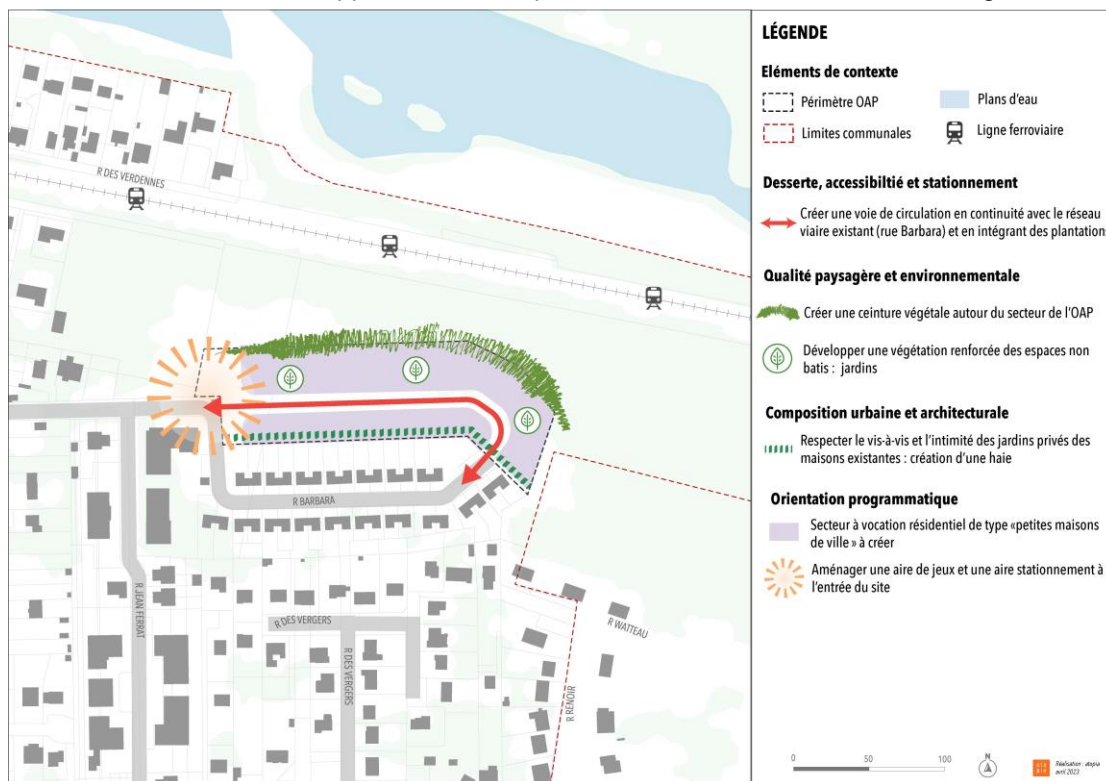 LÉGENDE
Eléments de contexte
Périmètre OAP
Plans d'eau
Limites communales
Ligne ferroviaire
Desserte, accessibiltié et stationnement
Créer une voie de circulation en continuité avec le réseau
viaire existant (rue Barbara) et en intégrant des plantations
Qualité paysagère et environnementale
Créer une ceinture végétale autour du secteur de l'OAP
Développer une végétation renforcée des espaces non
batis : jardins
Composition urbaine et architecturale
Respecter le vis-à-vis et l'intimité des jardins privés des
maisons existantes : création d'une haie
Orientation programmatique
Secteur à vocation résidentiel de type «petites maisons
de ville » à créer
Aménager une aire de jeux et une aire stationnement à
l'entrée du site
R DES VERDENNES
R BARBARA
R JEAN FERRAT
R DES VERGERS
R DES VERGERS
R WATTEAU
R RENOIR
0 50 100
N
Réalisation : atopia
avril 2023